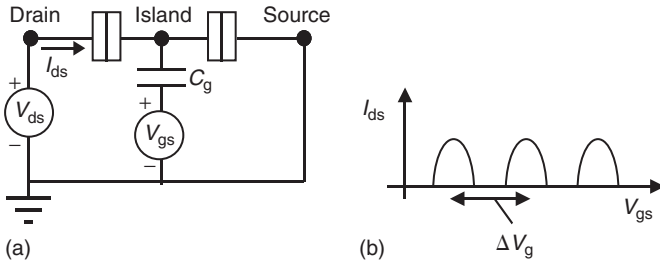 Drain Island Source
I_ds
C_g
+
V_ds
−
+
V_gs
−
(a)
I_ds
V_gs
ΔV_g
(b)